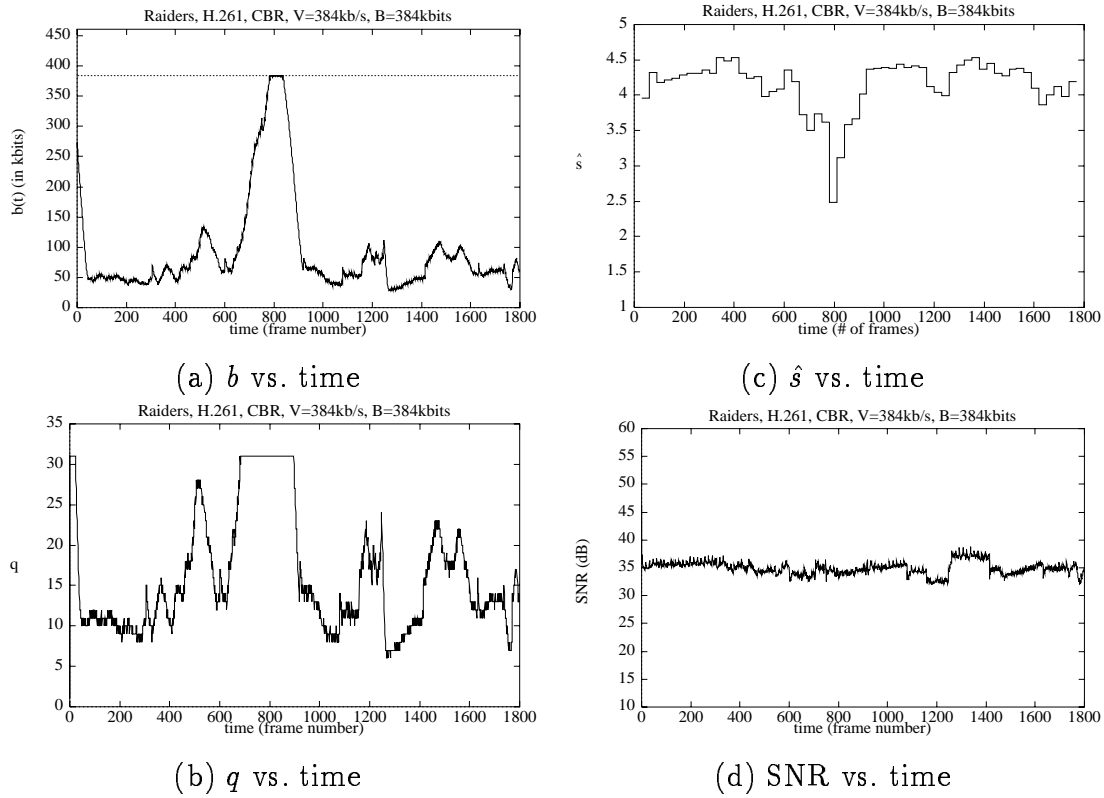 Raiders, H.261, CBR, V=384kb/s, B=384kbits
450
400
350
300
250
200
150
100
50
0
b(t) (in kbits)
0 200 400 600 800 1000 1200 1400 1600 1800
time (frame number)
(a) b vs. time
Raiders, H.261, CBR, V=384kb/s, B=384kbits
5
4.5
4
3.5
3
2.5
2
1.5
1
ŝ
0 200 400 600 800 1000 1200 1400 1600 1800
time (# of frames)
(c) ŝ vs. time
Raiders, H.261, CBR, V=384kb/s, B=384kbits
35
30
25
20
15
10
5
0
q
0 200 400 600 800 1000 1200 1400 1600 1800
time (frame number)
(b) q vs. time
Raiders, H.261, CBR, V=384kb/s, B=384kbits
60
55
50
45
40
35
30
25
20
15
10
SNR (dB)
0 200 400 600 800 1000 1200 1400 1600 1800
time (frame number)
(d) SNR vs. time